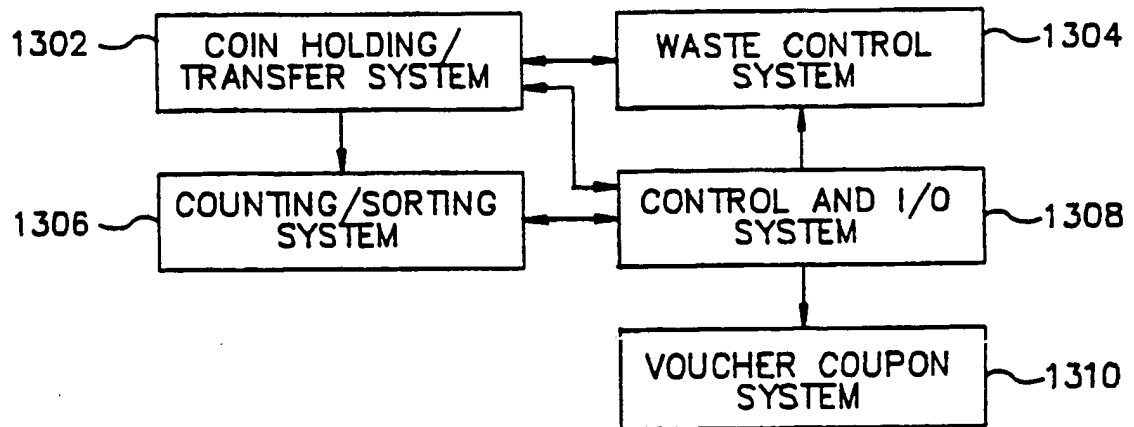 1302
COIN HOLDING/
TRANSFER SYSTEM
WASTE CONTROL
SYSTEM
1304
1306
COUNTING/SORTING
SYSTEM
CONTROL AND I/O
SYSTEM
1308
VOUCHER COUPON
SYSTEM
1310